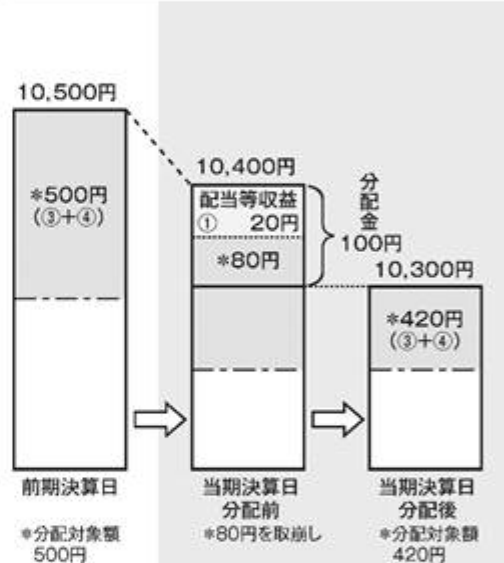 10,500円
*500円
(③+④)
前期決算日
*分配対象額
500円
10,400円
配当等収益
① 20円
*80円
分配金
100円
当期決算日
分配前
*80円を取崩し
10,300円
*420円
(③+④)
当期決算日
分配後
*分配対象額
420円